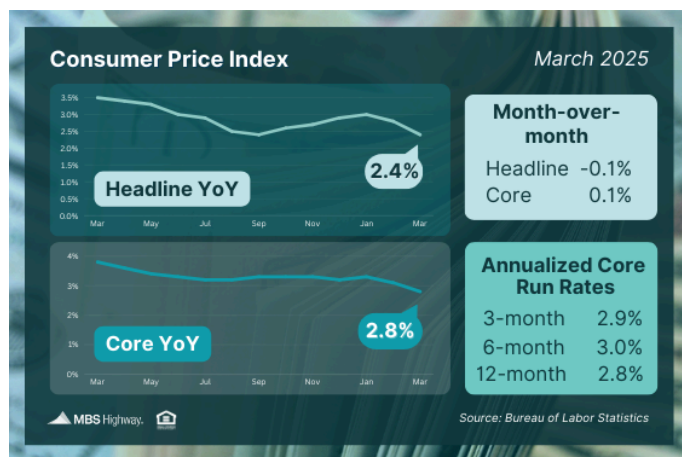 Consumer Price Index
March 2025
3.5%
3.0%
2.5%
2.0%
1.5%
1.0%
0.5%
0.0%
Headline YoY
2.4%
Mar May Jul Sep Nov Jan Mar
4%
3%
2%
1%
0%
Core YoY
2.8%
Mar May Jul Sep Nov Jan Mar
Month-over-
month
Headline -0.1%
Core 0.1%
Annualized Core
Run Rates
3-month 2.9%
6-month 3.0%
12-month 2.8%
MBS Highway.
Source: Bureau of Labor Statistics